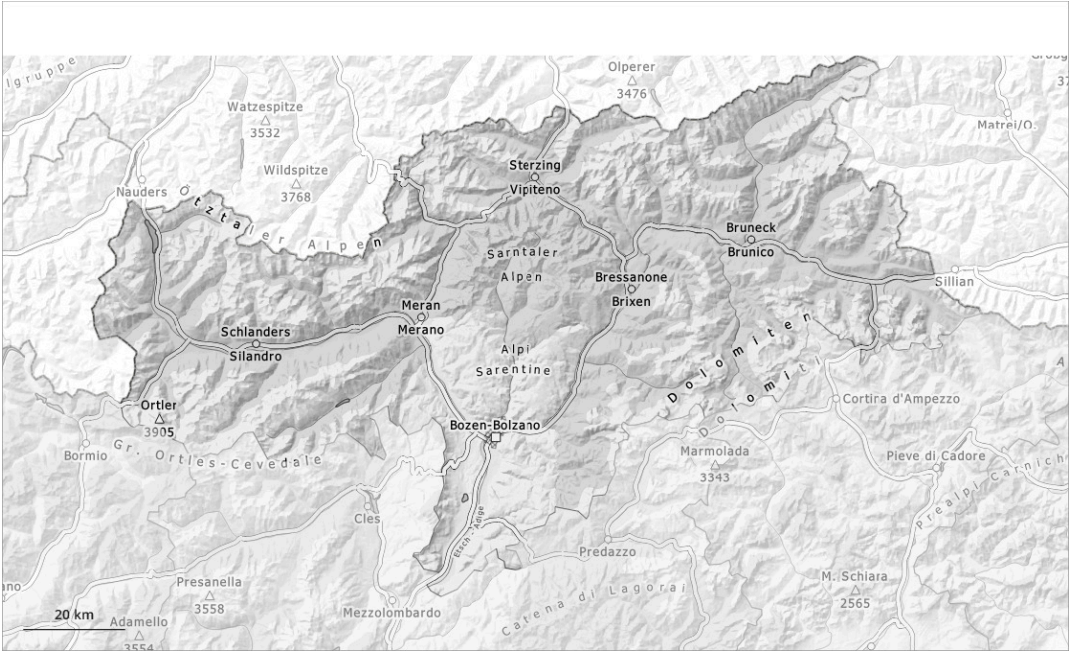 Olperer
3476
Watzespitze
3532
Matrei/O.
Sterzing
Wildspitze
3768
Vipiteno
Nauders
Ötztaler Alpen
Bruneck
Sarntaler
Brunico
Alpen
Bressanone
Sillian
Brixen
Meran
Merano
Schlanders
Silandro
Alpi
Sarentine
Dolomiten
Dolomiti
Ortler
3905
Cortina d'Ampezzo
Bozen-Bolzano
Gr. Ortles-Cevedale
Bormio
Marmolada
3343
Pieve di Cadore
Prealpi Carnich
Cles
Etsch - Adige
Predazzo
Presanella
3558
M. Schiara
2565
Catena di Lagorai
Mezzolombardo
20 km
Adamello
3554